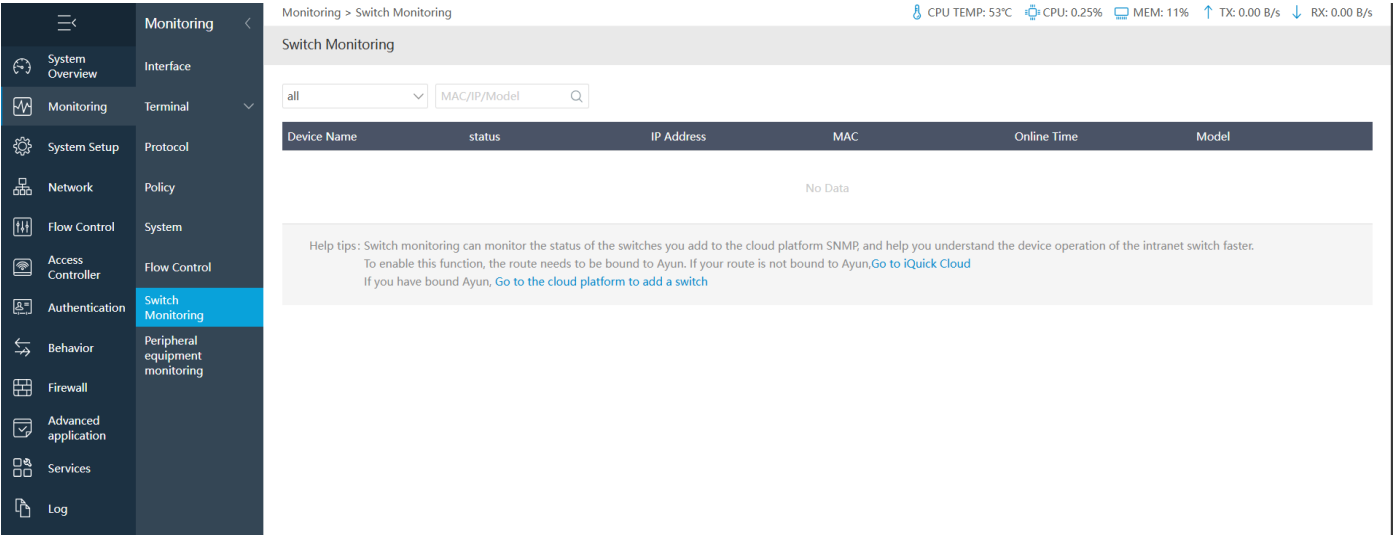 Monitoring
Monitoring > Switch Monitoring
CPU TEMP: 53℃ CPU: 0.25% MEM: 11% TX: 0.00 B/s RX: 0.00 B/s
System
Overview
Monitoring
System Setup
Network
Flow Control
Access
Controller
Authentication
Behavior
Firewall
Advanced
application
Services
Log
Interface
Terminal
Protocol
Policy
System
Flow Control
Switch
Monitoring
Peripheral
equipment
monitoring
Switch Monitoring
all MAC/IP/Model
Device Name status IP Address MAC Online Time Model
No Data
Help tips: Switch monitoring can monitor the status of the switches you add to the cloud platform SNMP, and help you understand the device operation of the intranet switch faster.
To enable this function, the route needs to be bound to Ayun. If your route is not bound to Ayun,Go to iQuick Cloud
If you have bound Ayun, Go to the cloud platform to add a switch